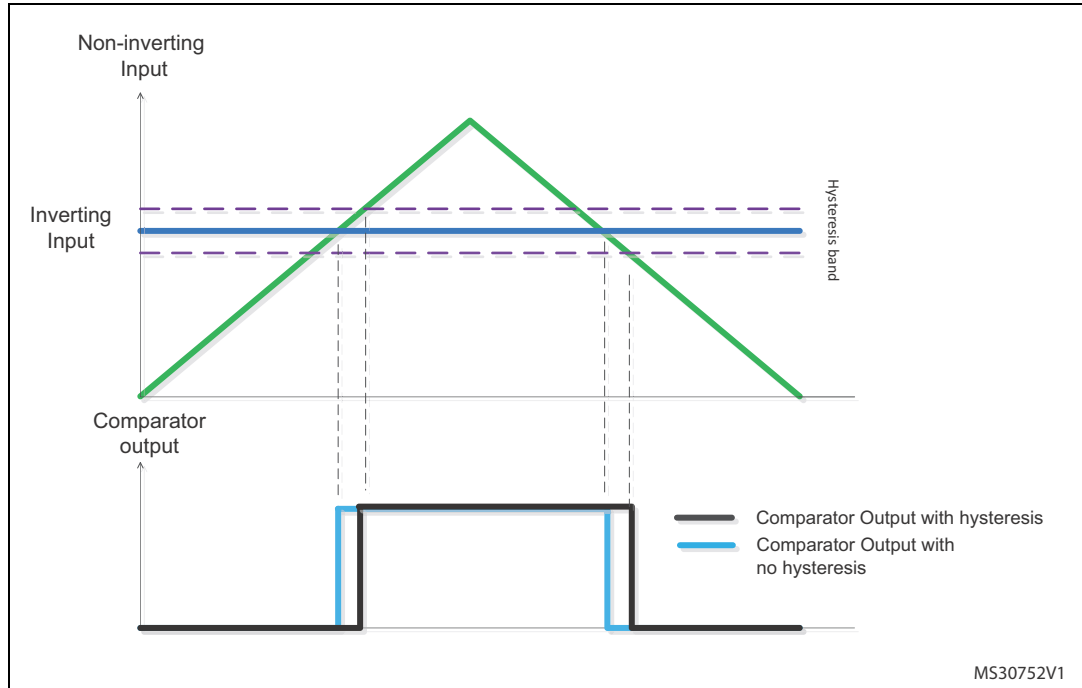 Non-inverting
Input
Inverting
Input
Hysteresis band
Comparator
output
Comparator Output with hysteresis
Comparator Output with
no hysteresis
MS30752V1